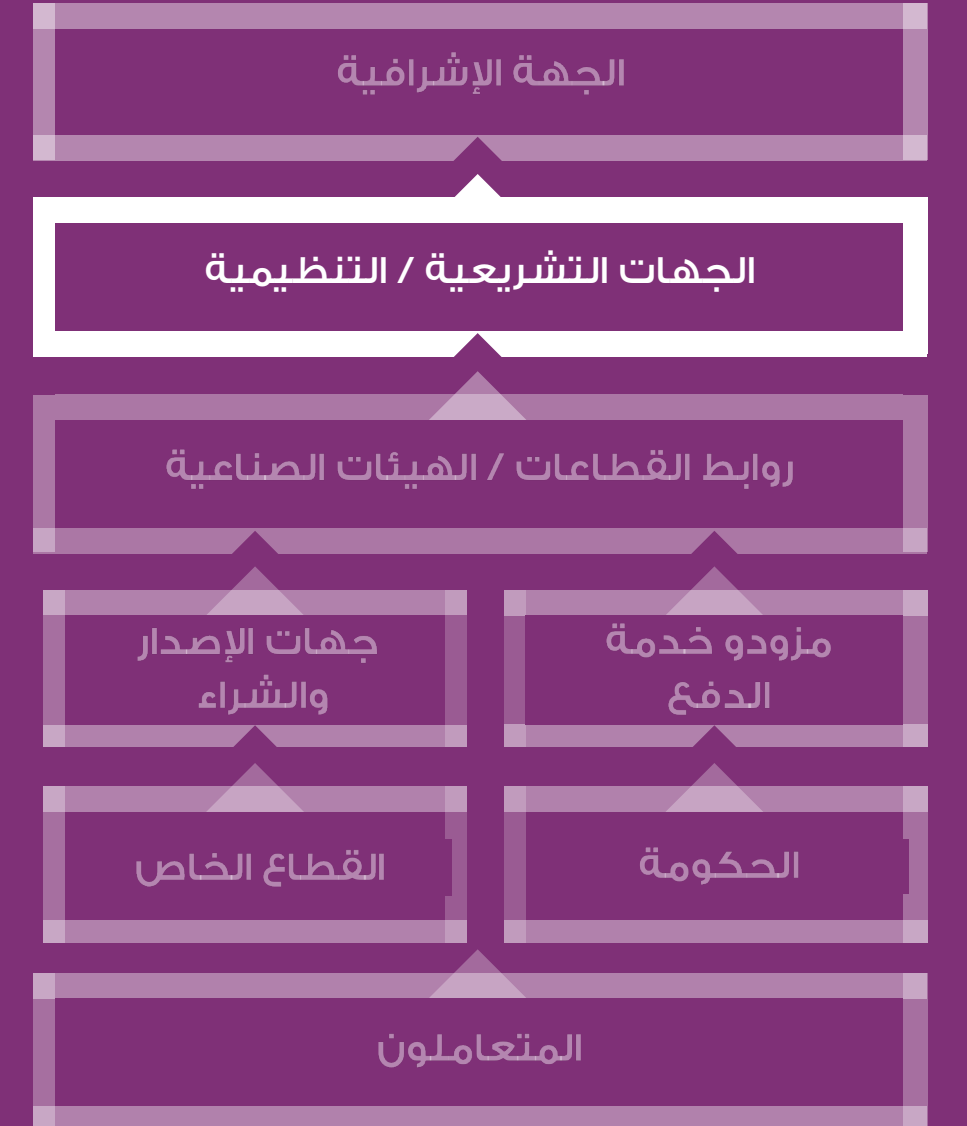 الجهة الإشرافية
الجهات التشريعية / التنظيمية
روابط القطاعات / الهيئات الصناعية
مزودو خدمة
الدفع
جهات الإصدار
والشراء
الحكومة
القطاع الخاص
المتعاملون